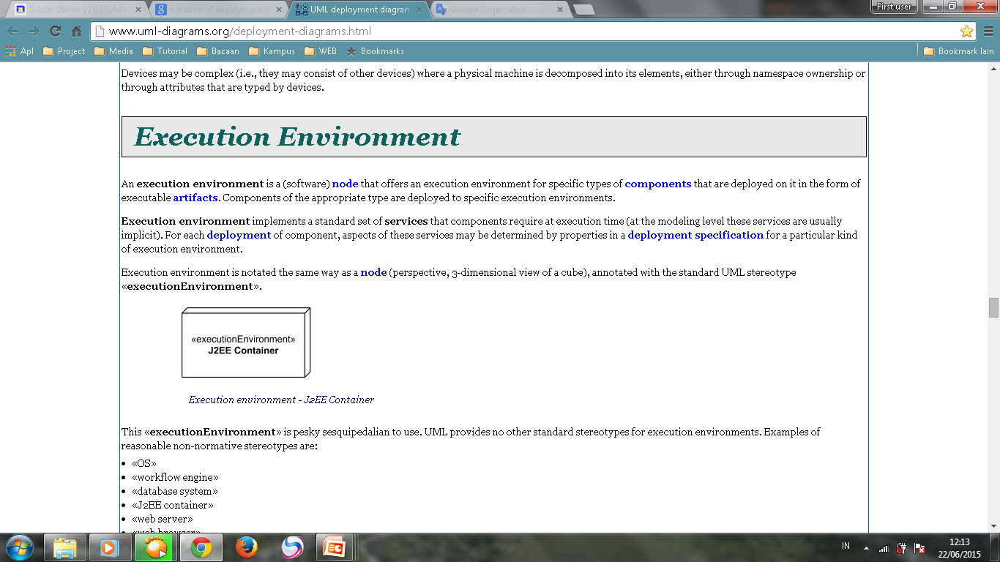 SiAdin Dosen v2.0 | SiAdin
notation of deployment
UML deployment diagram
Google Terjemahan
First user
www.uml-diagrams.org/deployment-diagrams.html
Apl
Project
Media
Tutorial
Bacaan
Kampus
WEB
Bookmarks
Bookmark lain
Devices may be complex (i.e., they may consist of other devices) where a physical machine is decomposed into its elements, either through namespace ownership or
through attributes that are typed by devices.
Execution Environment
An execution environment is a (software) node that offers an execution environment for specific types of components that are deployed on it in the form of
executable artifacts. Components of the appropriate type are deployed to specific execution environments.
Execution environment implements a standard set of services that components require at execution time (at the modeling level these services are usually
implicit). For each deployment of component, aspects of these services may be determined by properties in a deployment specification for a particular kind
of execution environment.
Execution environment is notated the same way as a node (perspective, 3-dimensional view of a cube), annotated with the standard UML stereotype
«executionEnvironment».
«executionEnvironment»
J2EE Container
Execution environment - J2EE Container
This «executionEnvironment» is pesky sesquipedalian to use. UML provides no other standard stereotypes for execution environments. Examples of
reasonable non-normative stereotypes are:
• «OS»
• «workflow engine»
• «database system»
• «J2EE container»
• «web server»
• «web browser»
IN
12:13
22/06/2015